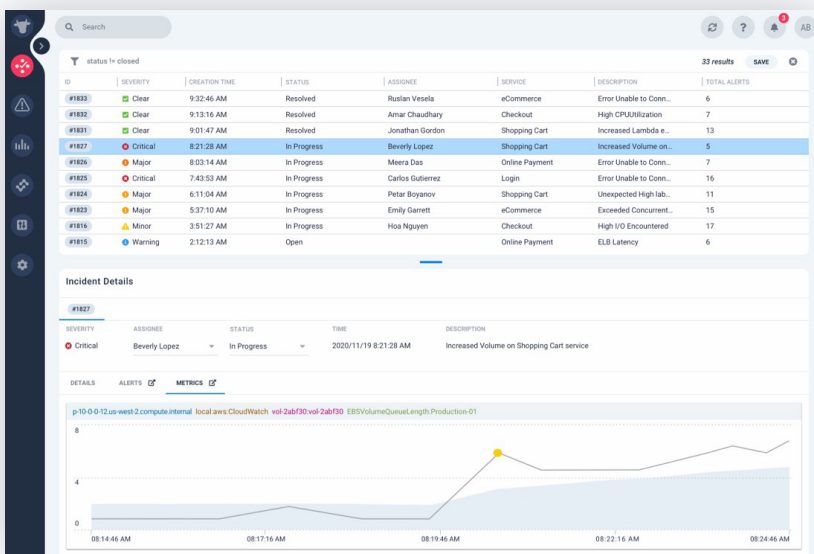 Search
3
AB
status != closed
33 results SAVE
ID SEVERITY CREATION TIME STATUS ASSIGNEE SERVICE DESCRIPTION TOTAL ALERTS
#1833 Clear 9:32:46 AM Resolved Ruslan Vesela eCommerce Error Unable to Conn... 6
#1832 Clear 9:13:16 AM Resolved Amar Chaudhary Checkout High CPUUtilization 7
#1831 Clear 9:01:47 AM Resolved Jonathan Gordon Shopping Cart Increased Lambda e... 13
#1827 Critical 8:21:28 AM In Progress Beverly Lopez Shopping Cart Increased Volume on... 5
#1826 Major 8:03:14 AM In Progress Meera Das Online Payment Error Unable to Conn... 7
#1825 Critical 7:43:53 AM In Progress Carlos Gutierrez Login Error Unable to Conn... 16
#1824 Major 6:11:04 AM In Progress Petar Boyanov Shopping Cart Unexpected High lab... 11
#1823 Major 5:37:10 AM In Progress Emily Garrett eCommerce Exceeded Concurrent... 15
#1816 Minor 3:51:27 AM In Progress Hoa Nguyen Checkout High I/O Encountered 17
#1815 Warning 2:12:13 AM Open Online Payment ELB Latency 6
Incident Details
#1827
SEVERITY ASSIGNEE STATUS TIME DESCRIPTION
Critical Beverly Lopez In Progress 2020/11/19 8:21:28 AM Increased Volume on Shopping Cart service
DETAILS ALERTS METRICS
p-10-0-0-12.us-west-2.compute.internal local.aws:CloudWatch vol-2abf30:vol-2abf30 EBSVolumeQueueLength:Production-01
8
4
0
08:14:46 AM 08:17:16 AM 08:19:46 AM 08:22:16 AM 08:24:46 AM